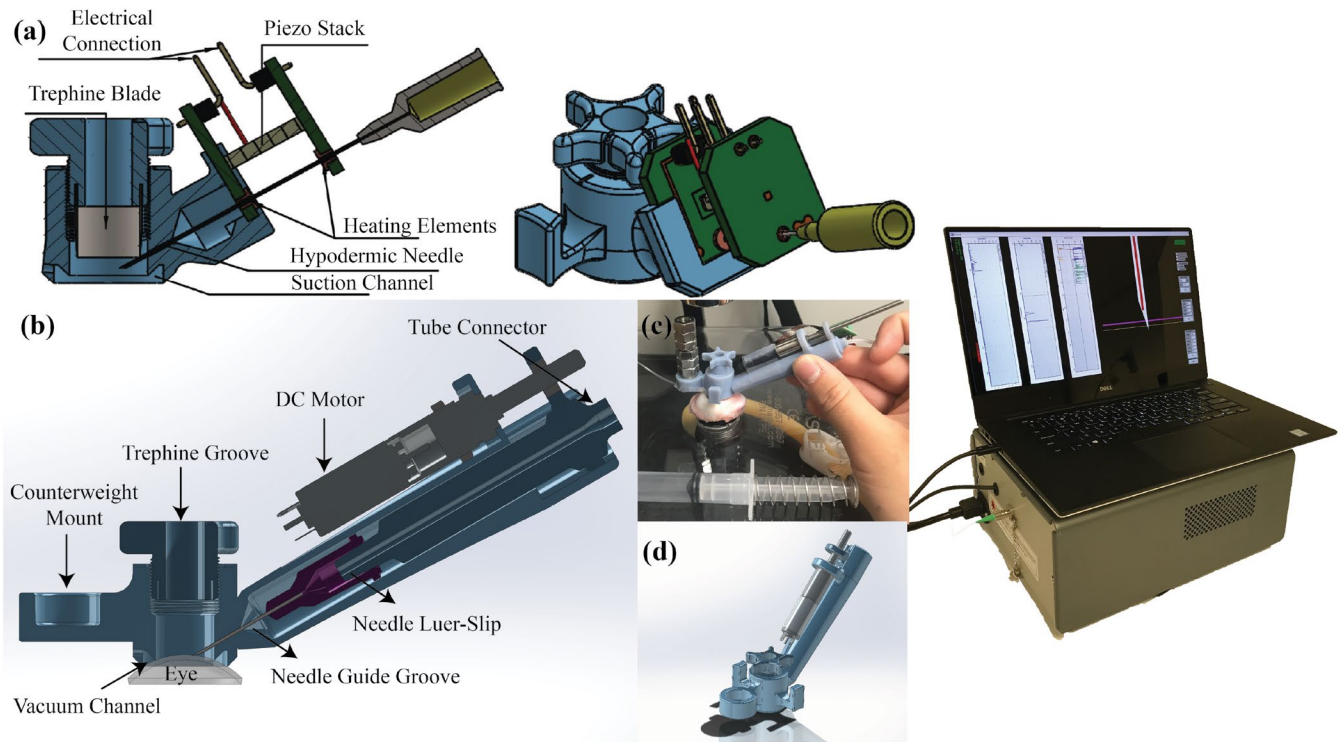 (a)
Electrical
Connection
Piezo Stack
Trephine Blade
Heating Elements
Hypodermic Needle
Suction Channel
(b)
Tube Connector
DC Motor
Trephine Groove
Counterweight
Mount
Needle Luer-Slip
Needle Guide Groove
Eye
Vacuum Channel
(c)
(d)
DELL